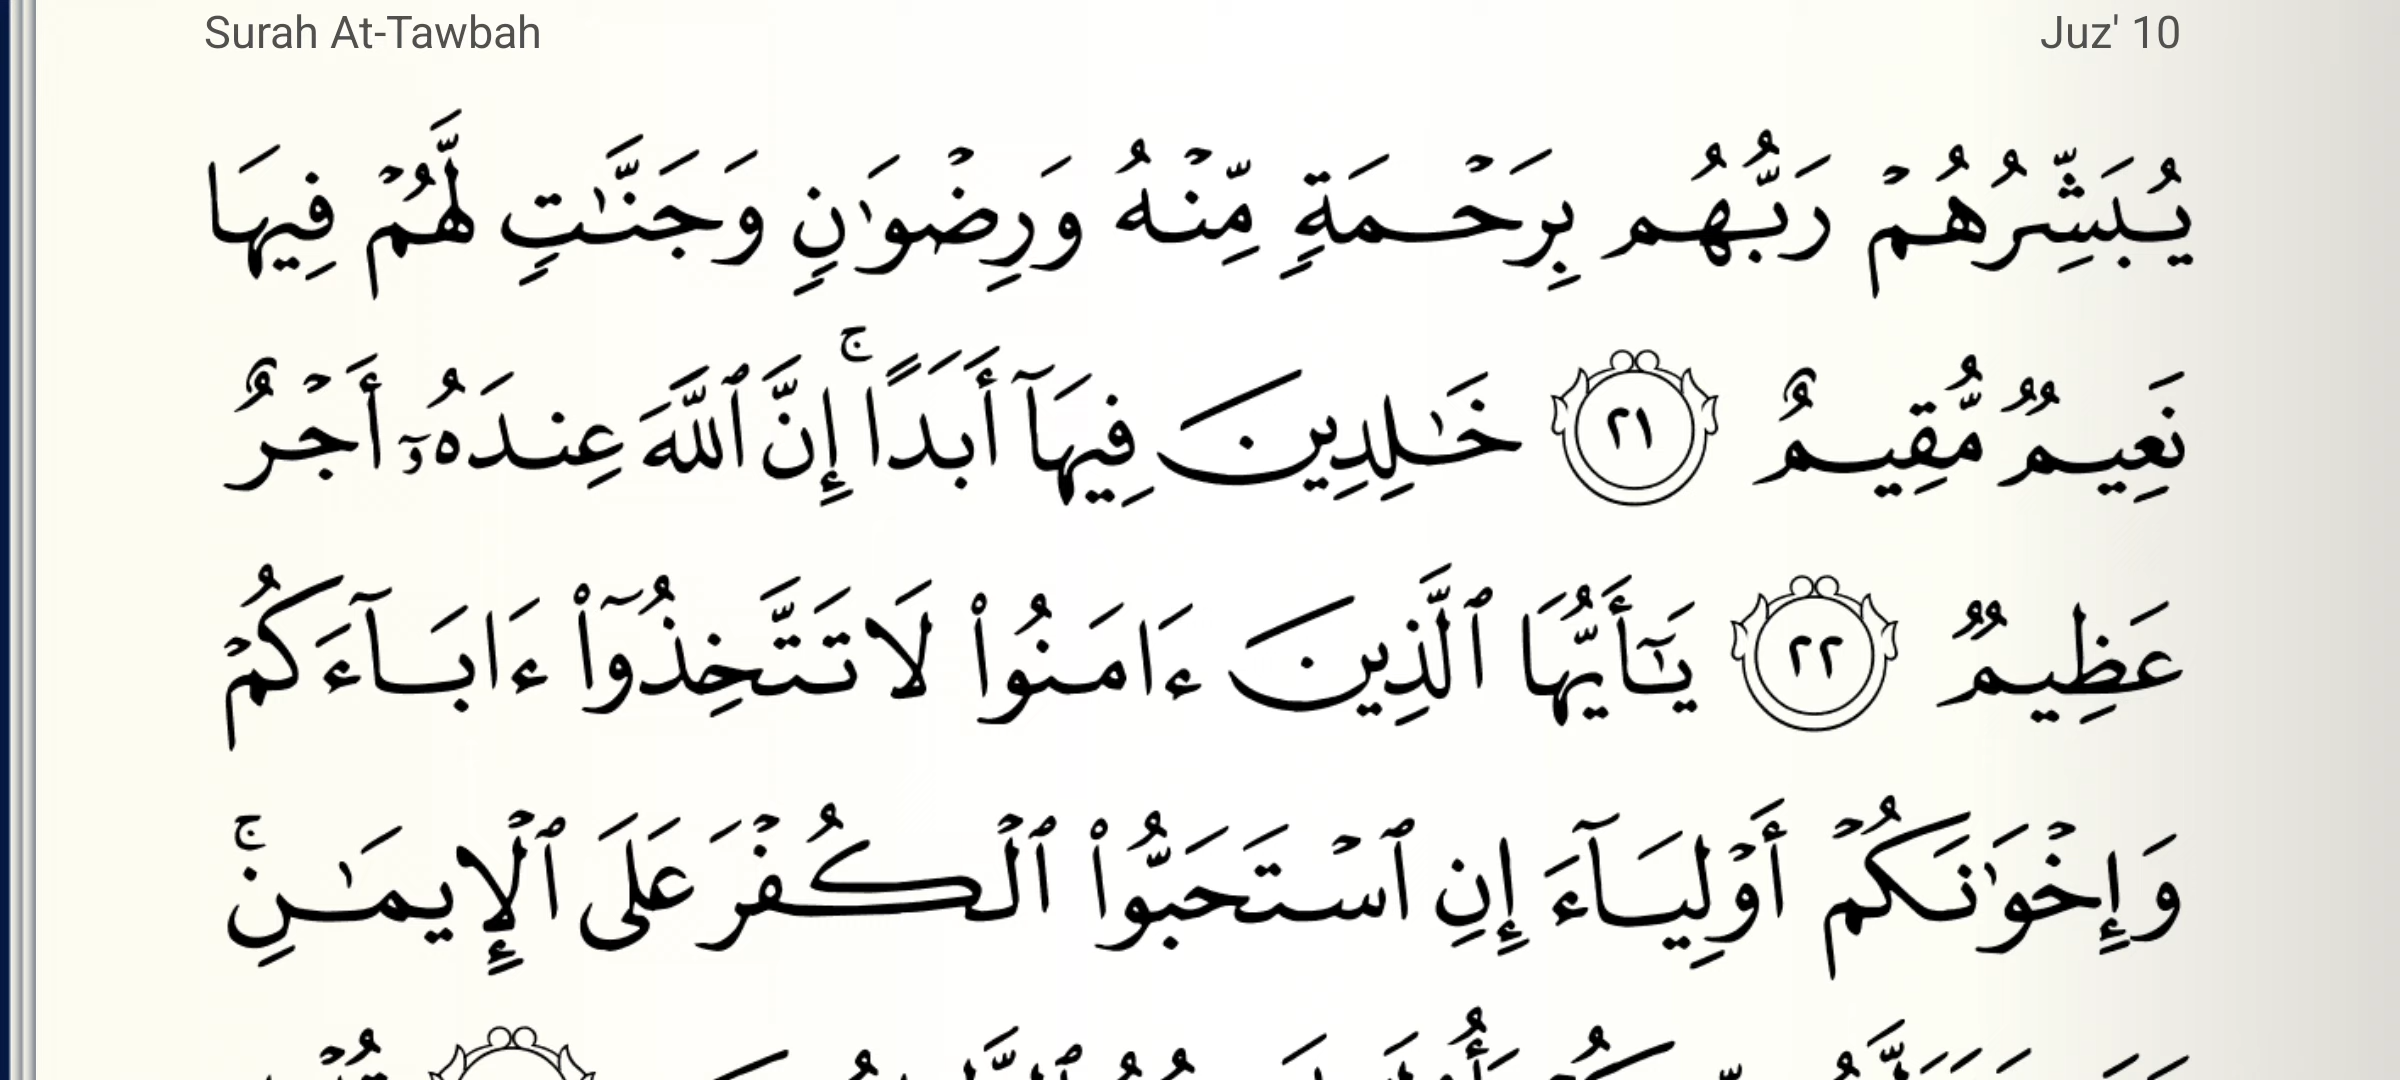 Surah At-Tawbah Juz' 10
يُبَشِّرُهُمۡ رَبُّهُم بِرَحۡمَةٖ مِّنۡهُ وَرِضۡوَٰنٖ وَجَنَّٰتٖ لَّهُمۡ فِيهَا
نَعِيمٞ مُّقِيمٌ ٢١ خَٰلِدِينَ فِيهَآ أَبَدًاۚ إِنَّ ٱللَّهَ عِندَهُۥٓ أَجۡرٌ
عَظِيمٞ ٢٢ يَٰٓأَيُّهَا ٱلَّذِينَ ءَامَنُواْ لَا تَتَّخِذُوٓاْ ءَابَآءَكُمۡ
وَإِخۡوَٰنَكُمۡ أَوۡلِيَآءَ إِنِ ٱسۡتَحَبُّواْ ٱلۡكُفۡرَ عَلَى ٱلۡإِيمَٰنِۚ